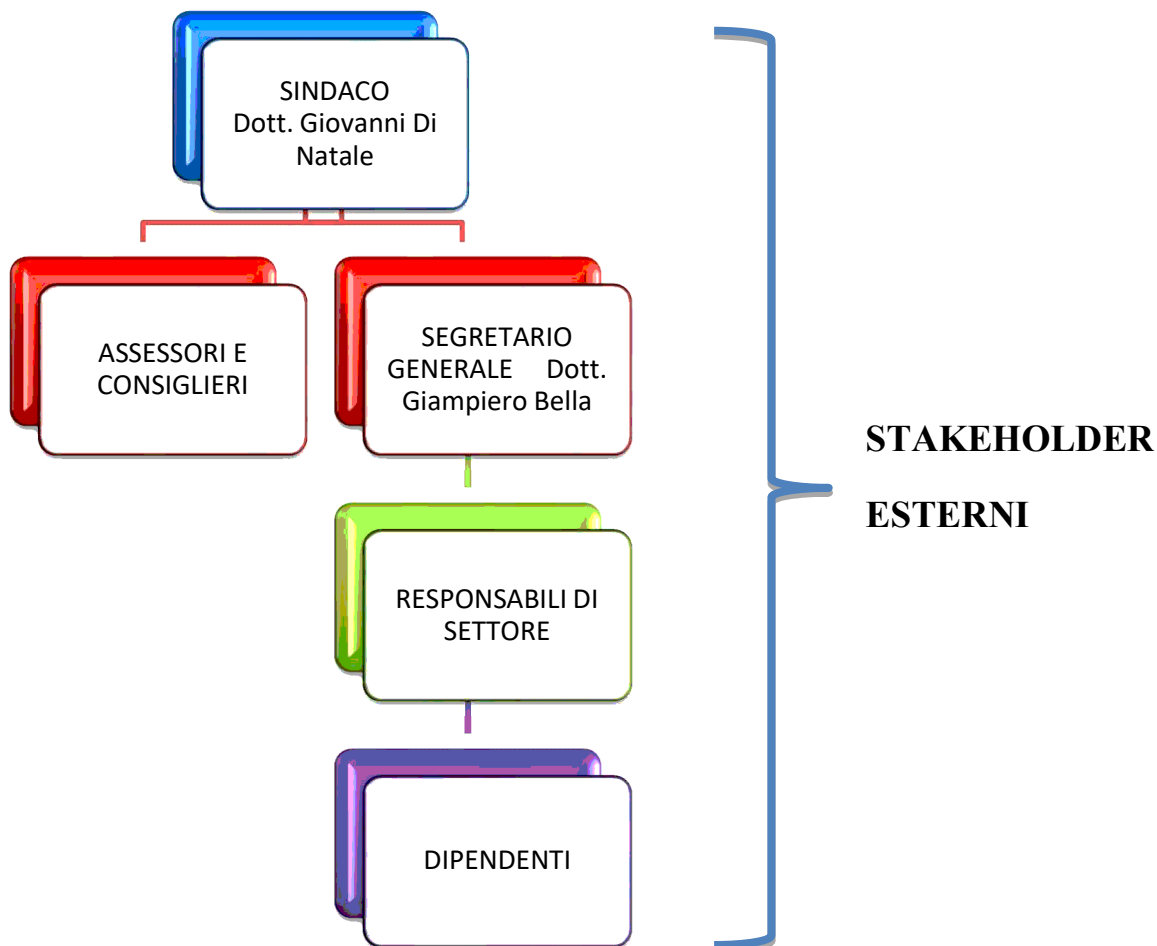 SINDACO
Dott. Giovanni Di
Natale
ASSESSORI E
CONSIGLIERI
SEGRETARIO
GENERALE Dott.
Giampiero Bella
RESPONSABILI DI
SETTORE
DIPENDENTI
STAKEHOLDER
ESTERNI